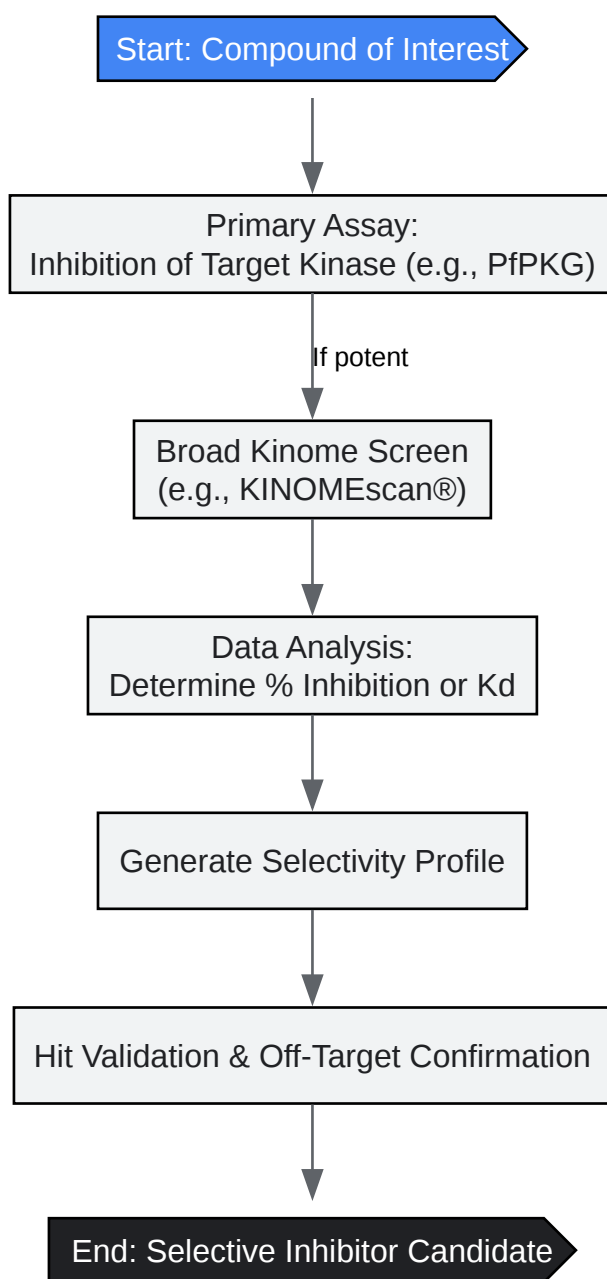 Start: Compound of Interest
Primary Assay:
Inhibition of Target Kinase (e.g., PfPKG)
If potent
Broad Kinome Screen
(e.g., KINOMEscan®)
Data Analysis:
Determine % Inhibition or Kd
Generate Selectivity Profile
Hit Validation & Off-Target Confirmation
End: Selective Inhibitor Candidate